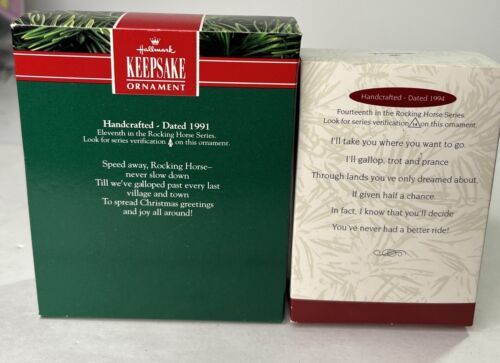 Hallmark
KEEPSAKE
ORNAMENT
Handcrafted - Dated 1991
Eleventh in the Rocking Horse Series.
Look for series verification on this ornament.
Speed away, Rocking Horse–
never slow down
Till we've galloped past every last
village and town
To spread Christmas greetings
and joy all around!
Handcrafted - Dated 1994
Fourteenth in the Rocking Horse Series.
Look for series verification on this ornament.
I'll take you where you want to go.
I'll gallop, trot and prance
Through lands you've only dreamed about,
If given half a chance.
In fact, I know that you'll decide
You've never had a better ride!